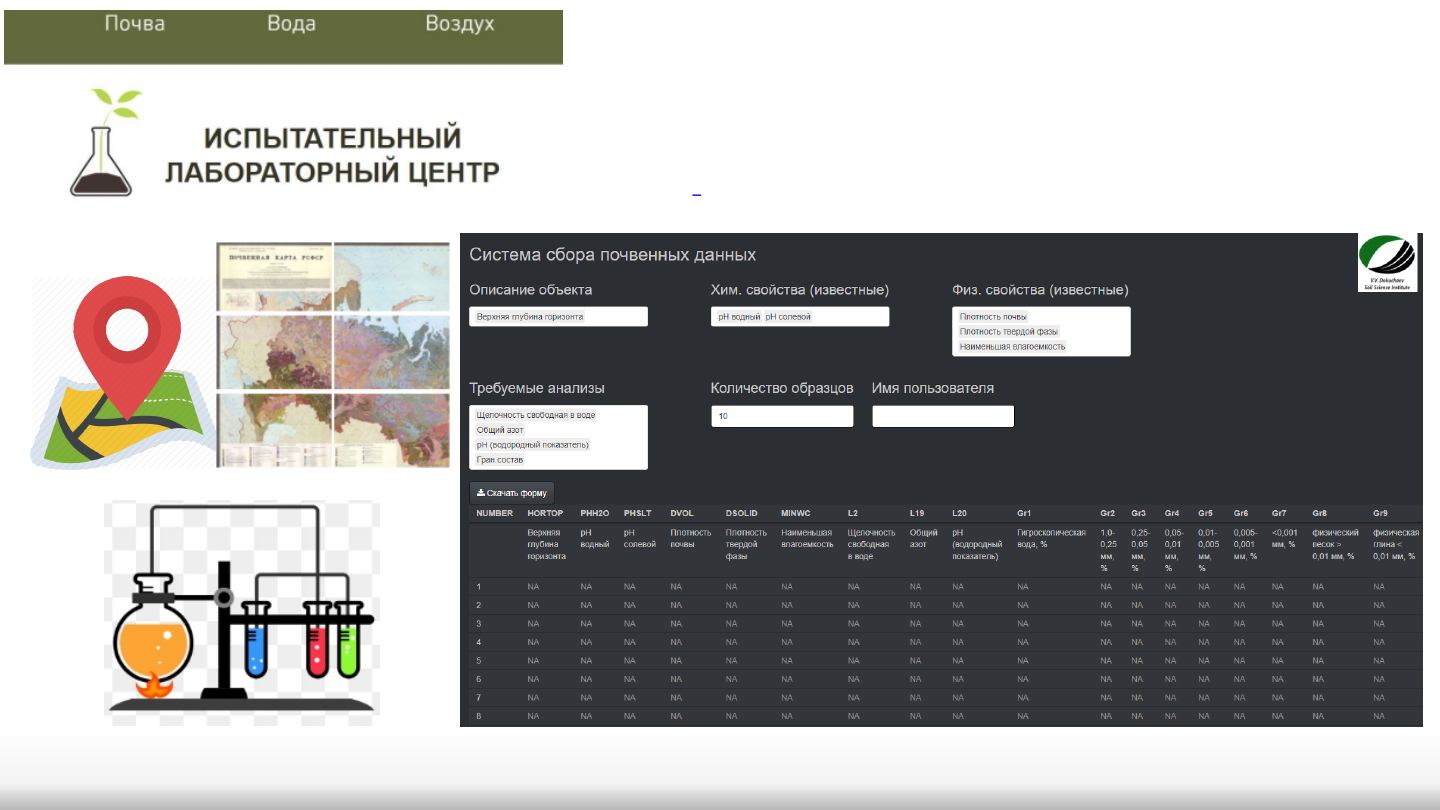 Почва Вода Воздух
ИСПЫТАТЕЛЬНЫЙ
ЛАБОРАТОРНЫЙ ЦЕНТР
ПОЧВЕННАЯ КАРТА РСФСР
Система сбора почвенных данных
V.V. Dokuchaev
Soil Science Institute
Описание объекта Хим. свойства (известные) Физ. свойства (известные)
Верхняя глубина горизонта pH водный pH солевой Плотность почвы
Плотность твердой фазы
Наименьшая влагоемкость
Требуемые анализы Количество образцов Имя пользователя
Щелочность свободная в воде 10
Общий азот
pH (водородный показатель)
Гран.состав
Скачать форму
NUMBER HORTOP PHH2O PHSLT DVOL DSOLID MINWC L2 L19 L20 Gr1 Gr2 Gr3 Gr4 Gr5 Gr6 Gr7 Gr8 Gr9
Верхняя pH pH Плотность Плотность Наименьшая Щелочность Общий pH Гигроскопическая 1,0- 0,25- 0,05- 0,01- 0,005- <0,001 физический физическая
глубина водный солевой почвы твердой влагоемкость свободная азот (водородный вода, % 0,25 0,05 0,01 0,005 0,001 мм, % песок > глина <
горизонта фазы в воде показатель) мм, мм, мм, мм, мм, % 0,01 мм, % 0,01 мм, %
% % % %
1 NA NA NA NA NA NA NA NA NA NA NA NA NA NA NA NA NA NA
2 NA NA NA NA NA NA NA NA NA NA NA NA NA NA NA NA NA NA
3 NA NA NA NA NA NA NA NA NA NA NA NA NA NA NA NA NA NA
4 NA NA NA NA NA NA NA NA NA NA NA NA NA NA NA NA NA NA
5 NA NA NA NA NA NA NA NA NA NA NA NA NA NA NA NA NA NA
6 NA NA NA NA NA NA NA NA NA NA NA NA NA NA NA NA NA NA
7 NA NA NA NA NA NA NA NA NA NA NA NA NA NA NA NA NA NA
8 NA NA NA NA NA NA NA NA NA NA NA NA NA NA NA NA NA NA